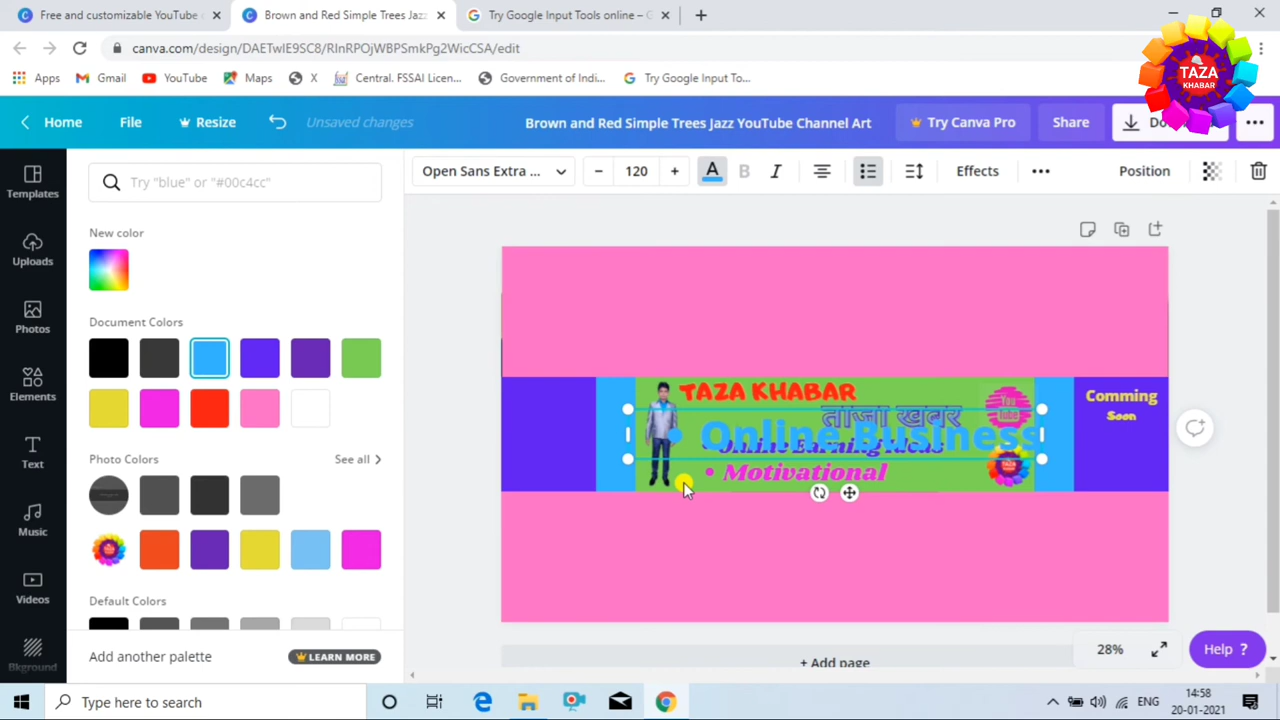 Free and customizable YouTube
Brown and Red Simple Trees Jazz
Try Google Input Tools online – G
canva.com/design/DAETwIE9SC8/RInRPOjWBPSmkPg2WicCSA/edit
Apps
Gmail
YouTube
Maps
X
Central. FSSAI Licen...
Government of Indi...
Try Google Input To...
TAZA
KHABAR
Home
File
Resize
Unsaved changes
Brown and Red Simple Trees Jazz YouTube Channel Art
Try Canva Pro
Share
Templates
Uploads
Photos
Elements
Text
Music
Videos
Bkground
Try "blue" or "#00c4cc"
New color
Document Colors
Photo Colors
See all
Default Colors
Add another palette
LEARN MORE
Open Sans Extra ...
120
A
B
I
Effects
Position
TAZA KHABAR
ताजा खबर
You
Tube
Online Business
Online Earning Ideas
• Motivational
Comming
Soon
+ Add page
28%
Help ?
Type here to search
ENG
14:58
20-01-2021